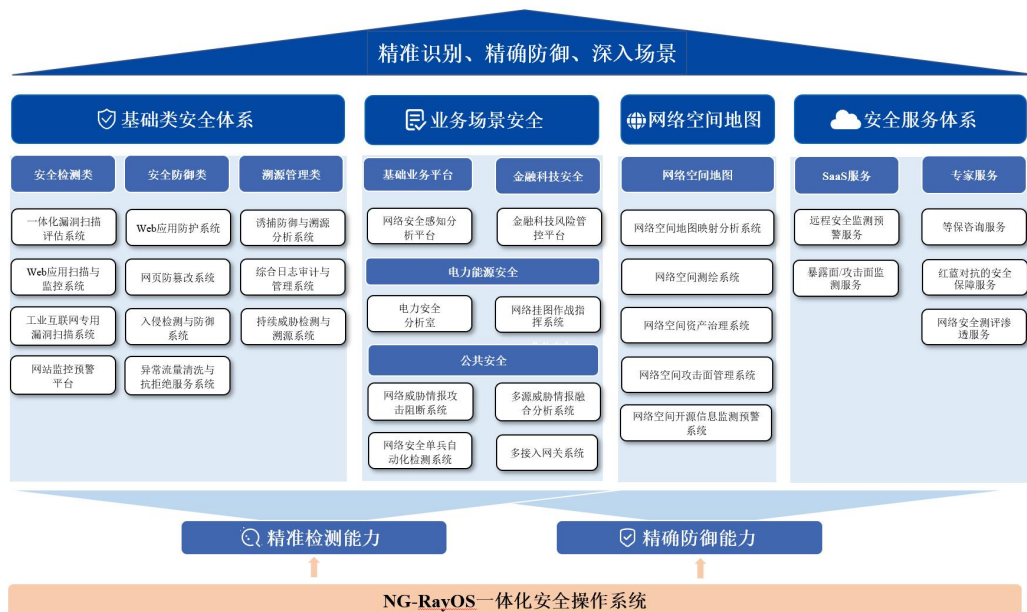 精准识别、精确防御、深入场景
基础类安全体系
安全检测类
安全防御类
溯源管理类
一体化漏洞扫描
评估系统
Web应用扫描与
监控系统
工业互联网专用
漏洞扫描系统
网站监控预警
平台
Web应用防护系统
网页防篡改系统
入侵检测与防御
系统
异常流量清洗与
抗拒绝服务系统
诱捕防御与溯源
分析系统
综合日志审计与
管理系统
持续威胁检测与
溯源系统
业务场景安全
基础业务平台
金融科技安全
网络安全感知分
析平台
金融科技风险管
控平台
电力能源安全
电力安全
分析室
网络挂图作战指
挥系统
公共安全
网络威胁情报攻
击阻断系统
多源威胁情报融
合分析系统
网络安全单兵自
动化检测系统
多接入网关系统
网络空间地图
网络空间地图
网络空间地图映射分析系统
网络空间测绘系统
网络空间资产治理系统
网络空间攻击面管理系统
网络空间开源信息监测预警
系统
安全服务体系
SaaS服务
专家服务
远程安全监测预
警服务
暴露面/攻击面监
测服务
等保咨询服务
红蓝对抗的安全
保障服务
网络安全测评渗
透服务
精准检测能力
精确防御能力
NG-RayOS一体化安全操作系统